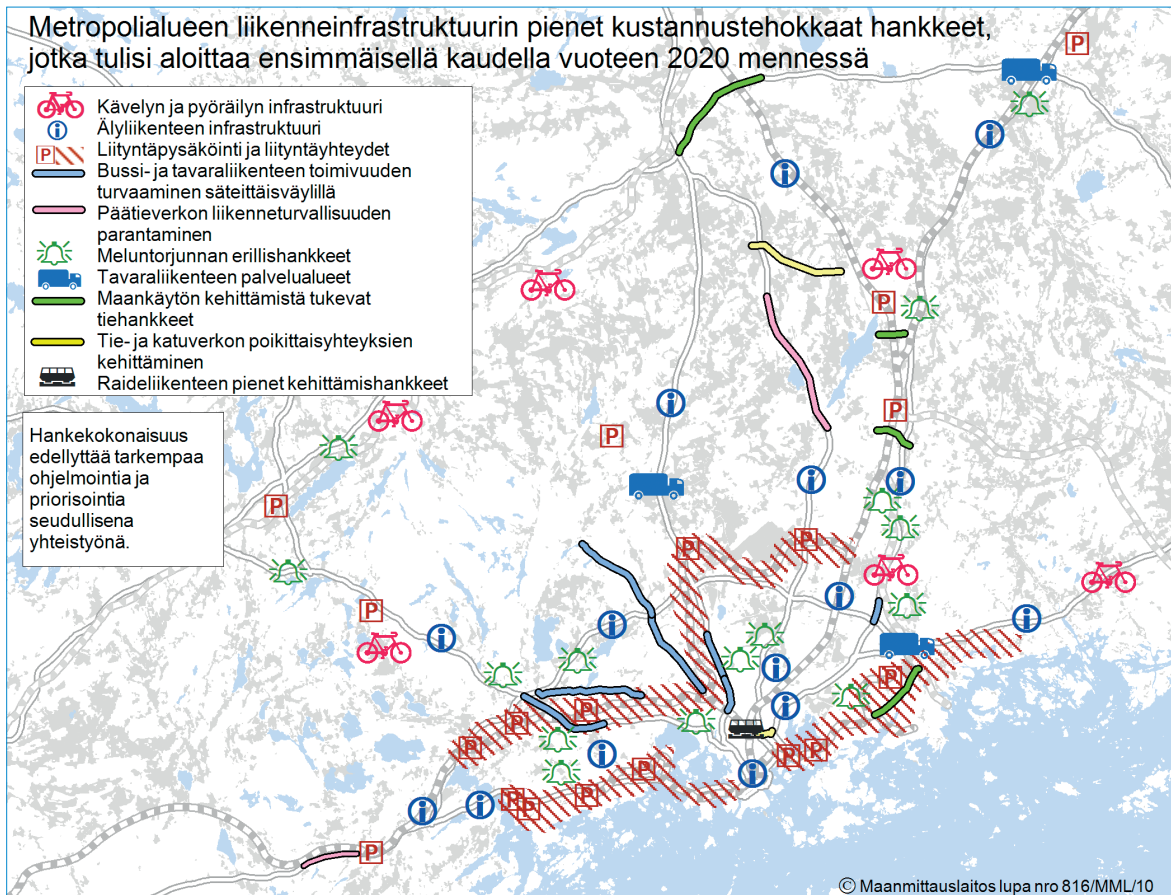 Metropolialueen liikenneinfrastruktuurin pienet kustannustehokkaat hankkeet,
jotka tulisi aloittaa ensimmäisellä kaudella vuoteen 2020 mennessä
Kävelyn ja pyöräilyn infrastruktuuri
Älyliikenteen infrastruktuuri
P Liityntäpysäköinti ja liityntäyhteydet
Bussi- ja tavaraliikenteen toimivuuden
turvaaminen säteittäisväylillä
Päätieverkon liikenneturvallisuuden
parantaminen
Meluntorjunnan erillishankkeet
Tavaraliikenteen palvelualueet
Maankäytön kehittämistä tukevat
tiehankkeet
Tie- ja katuverkon poikittaisyhteyksien
kehittäminen
Raideliikenteen pienet kehittämishankkeet
Hankekokonaisuus
edellyttää tarkempaa
ohjelmointia ja
priorisointia
seudullisena
yhteistyönä.
© Maanmittauslaitos lupa nro 816/MML/10